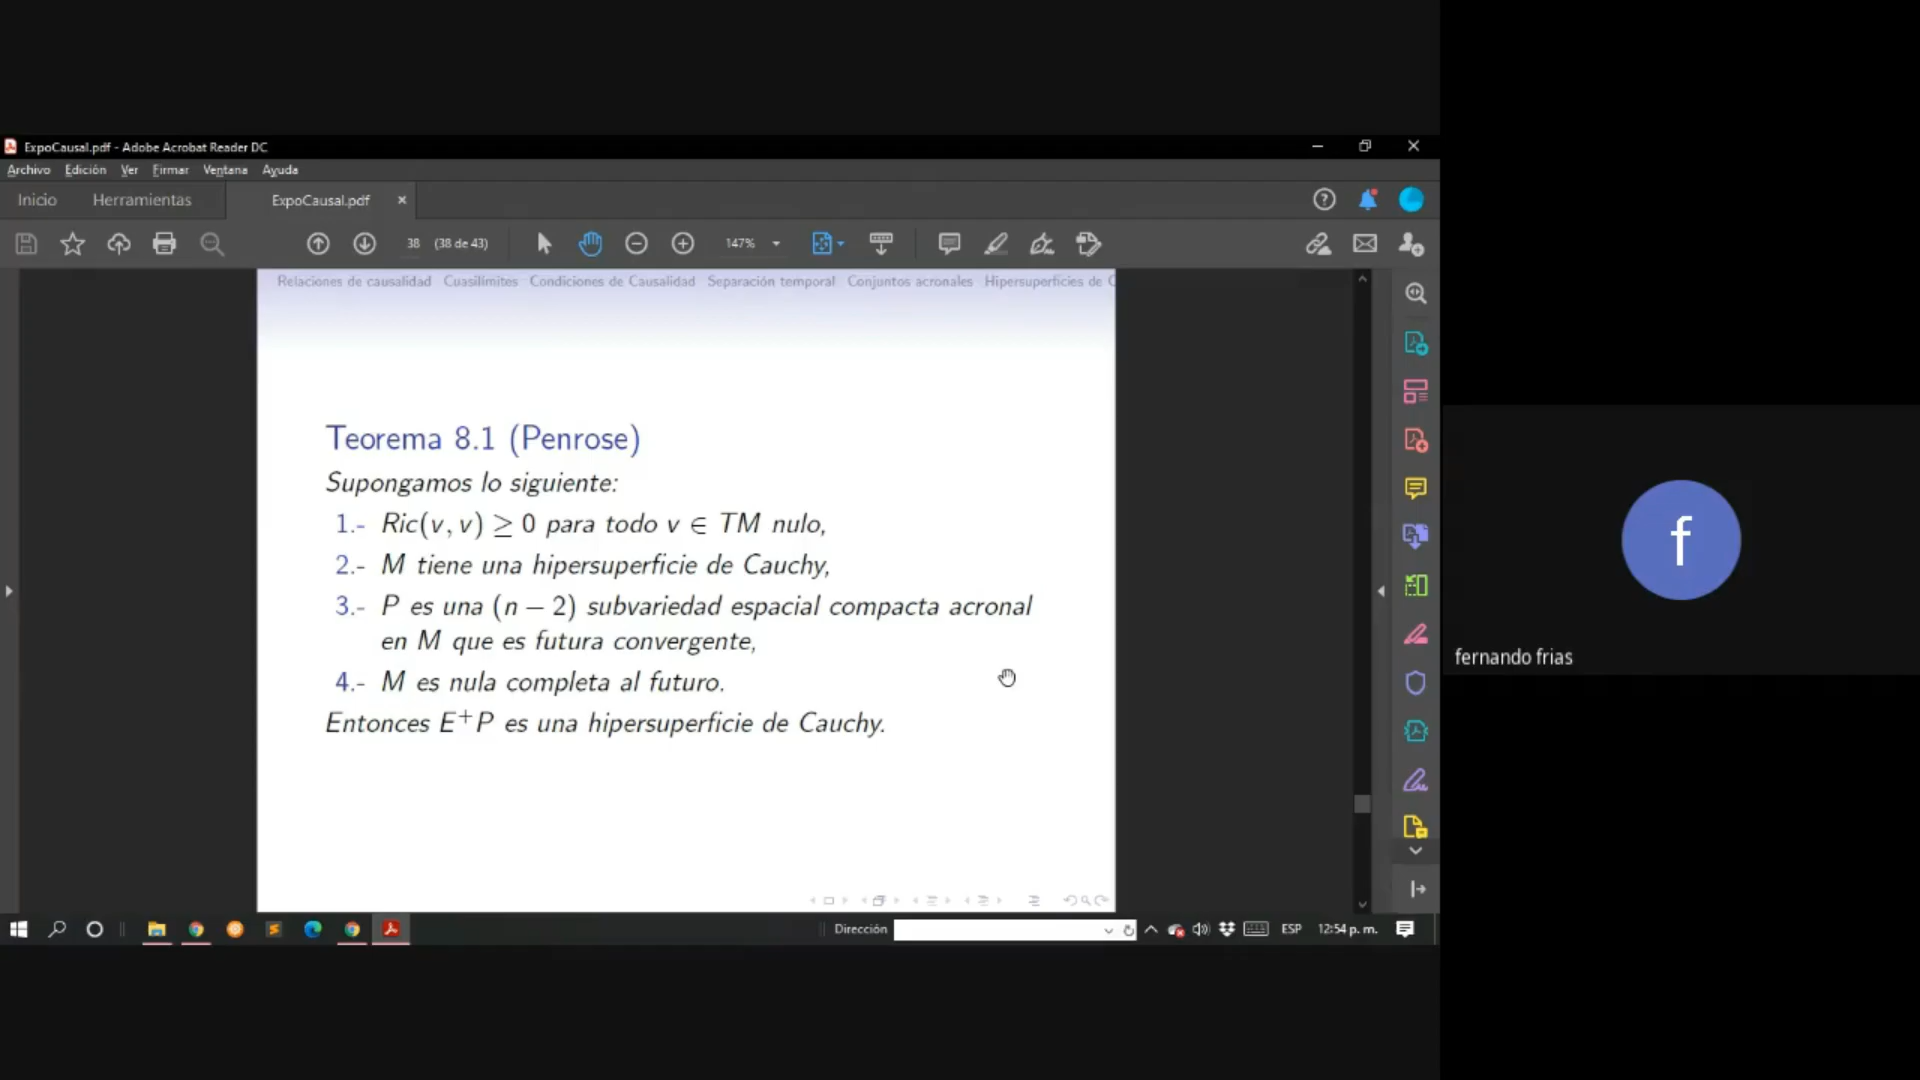 ExpoCausal.pdf - Adobe Acrobat Reader DC
Archivo Edición Ver Firmar Ventana Ayuda
Inicio Herramientas ExpoCausal.pdf
38 (38 de 43) 147%
Relaciones de causalidad Cuasilímites Condiciones de Causalidad Separación temporal Conjuntos acronales Hipersuperficies de C
Teorema 8.1 (Penrose)
Supongamos lo siguiente:
1.- Ric(v, v) ≥ 0 para todo v ∈ TM nulo,
2.- M tiene una hipersuperficie de Cauchy,
3.- P es una (n − 2) subvariedad espacial compacta acronal
en M que es futura convergente,
4.- M es nula completa al futuro.
Entonces E⁺P es una hipersuperficie de Cauchy.
f
fernando frias
Dirección ESP 12:54 p. m.